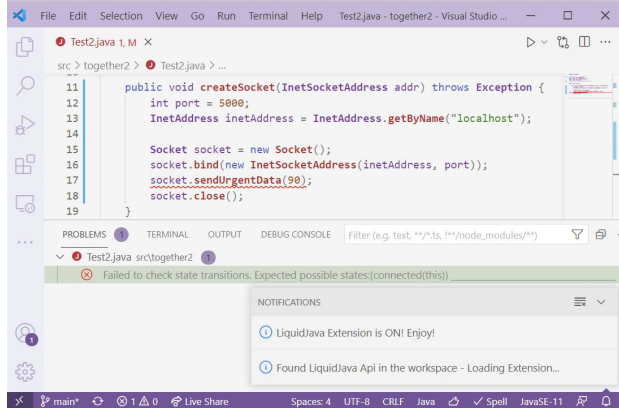 File Edit Selection View Go Run Terminal Help Test2.java - together2 - Visual Studio ...
Test2.java 1, M
src > together2 > Test2.java > ...
11 public void createSocket(InetSocketAddress addr) throws Exception {
12 int port = 5000;
13 InetAddress inetAddress = InetAddress.getByName("localhost");
14
15 Socket socket = new Socket();
16 socket.bind(new InetSocketAddress(inetAddress, port));
17 socket.sendUrgentData(90);
18 socket.close();
19 }
PROBLEMS 1 TERMINAL OUTPUT DEBUG CONSOLE Filter (e.g. text, **/*.ts, !**/node_modules/**)
Test2.java src\together2 1
Failed to check state transitions. Expected possible states:(connected(this))
NOTIFICATIONS
LiquidJava Extension is ON! Enjoy!
Found LiquidJava Api in the workspace - Loading Extension...
1
main* 1 0 Live Share Spaces: 4 UTF-8 CRLF Java Spell JavaSE-11